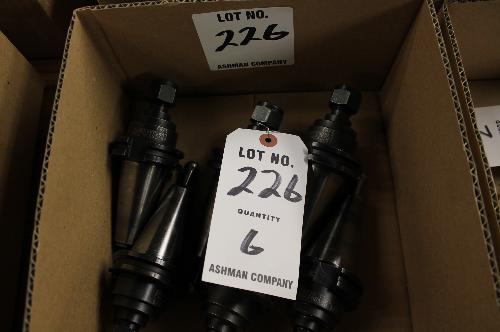 LOT NO.
226
ASHMAN COMPANY
LOT NO.
226
QUANTITY
6
ASHMAN COMPANY